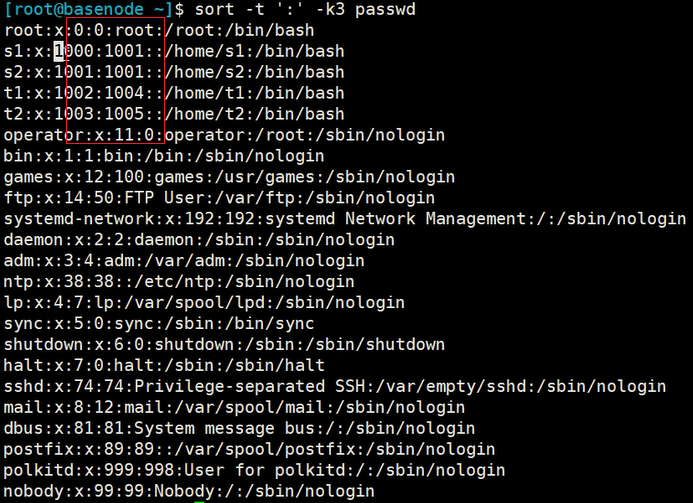 [root@basenode ~]$ sort -t ':' -k3 passwd
root:x:0:0:root:/root:/bin/bash
s1:x:1000:1001::/home/s1:/bin/bash
s2:x:1001:1001::/home/s2:/bin/bash
t1:x:1002:1004::/home/t1:/bin/bash
t2:x:1003:1005::/home/t2:/bin/bash
operator:x:11:0:operator:/root:/sbin/nologin
bin:x:1:1:bin:/bin:/sbin/nologin
games:x:12:100:games:/usr/games:/sbin/nologin
ftp:x:14:50:FTP User:/var/ftp:/sbin/nologin
systemd-network:x:192:192:systemd Network Management:/:/sbin/nologin
daemon:x:2:2:daemon:/sbin:/sbin/nologin
adm:x:3:4:adm:/var/adm:/sbin/nologin
ntp:x:38:38::/etc/ntp:/sbin/nologin
lp:x:4:7:lp:/var/spool/lpd:/sbin/nologin
sync:x:5:0:sync:/sbin:/bin/sync
shutdown:x:6:0:shutdown:/sbin:/sbin/shutdown
halt:x:7:0:halt:/sbin:/sbin/halt
sshd:x:74:74:Privilege-separated SSH:/var/empty/sshd:/sbin/nologin
mail:x:8:12:mail:/var/spool/mail:/sbin/nologin
dbus:x:81:81:System message bus:/:/sbin/nologin
postfix:x:89:89::/var/spool/postfix:/sbin/nologin
polkitd:x:999:998:User for polkitd:/:/sbin/nologin
nobody:x:99:99:Nobody:/:/sbin/nologin